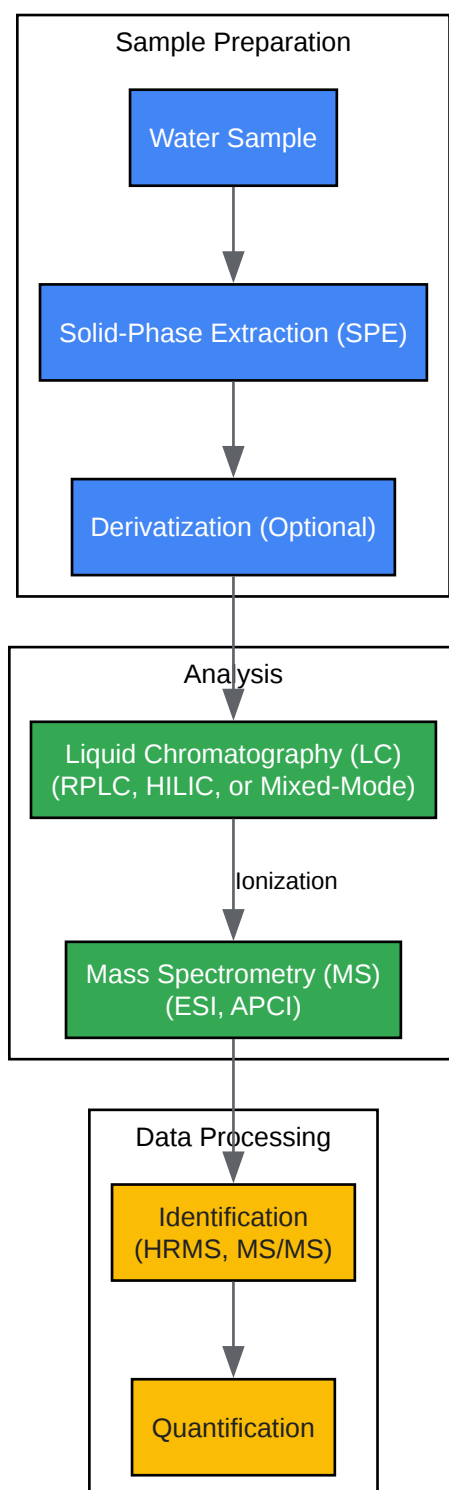 Sample Preparation
Water Sample
Solid-Phase Extraction (SPE)
Derivatization (Optional)
Analysis
Liquid Chromatography (LC)
(RPLC, HILIC, or Mixed-Mode)
Ionization
Mass Spectrometry (MS)
(ESI, APCI)
Data Processing
Identification
(HRMS, MS/MS)
Quantification